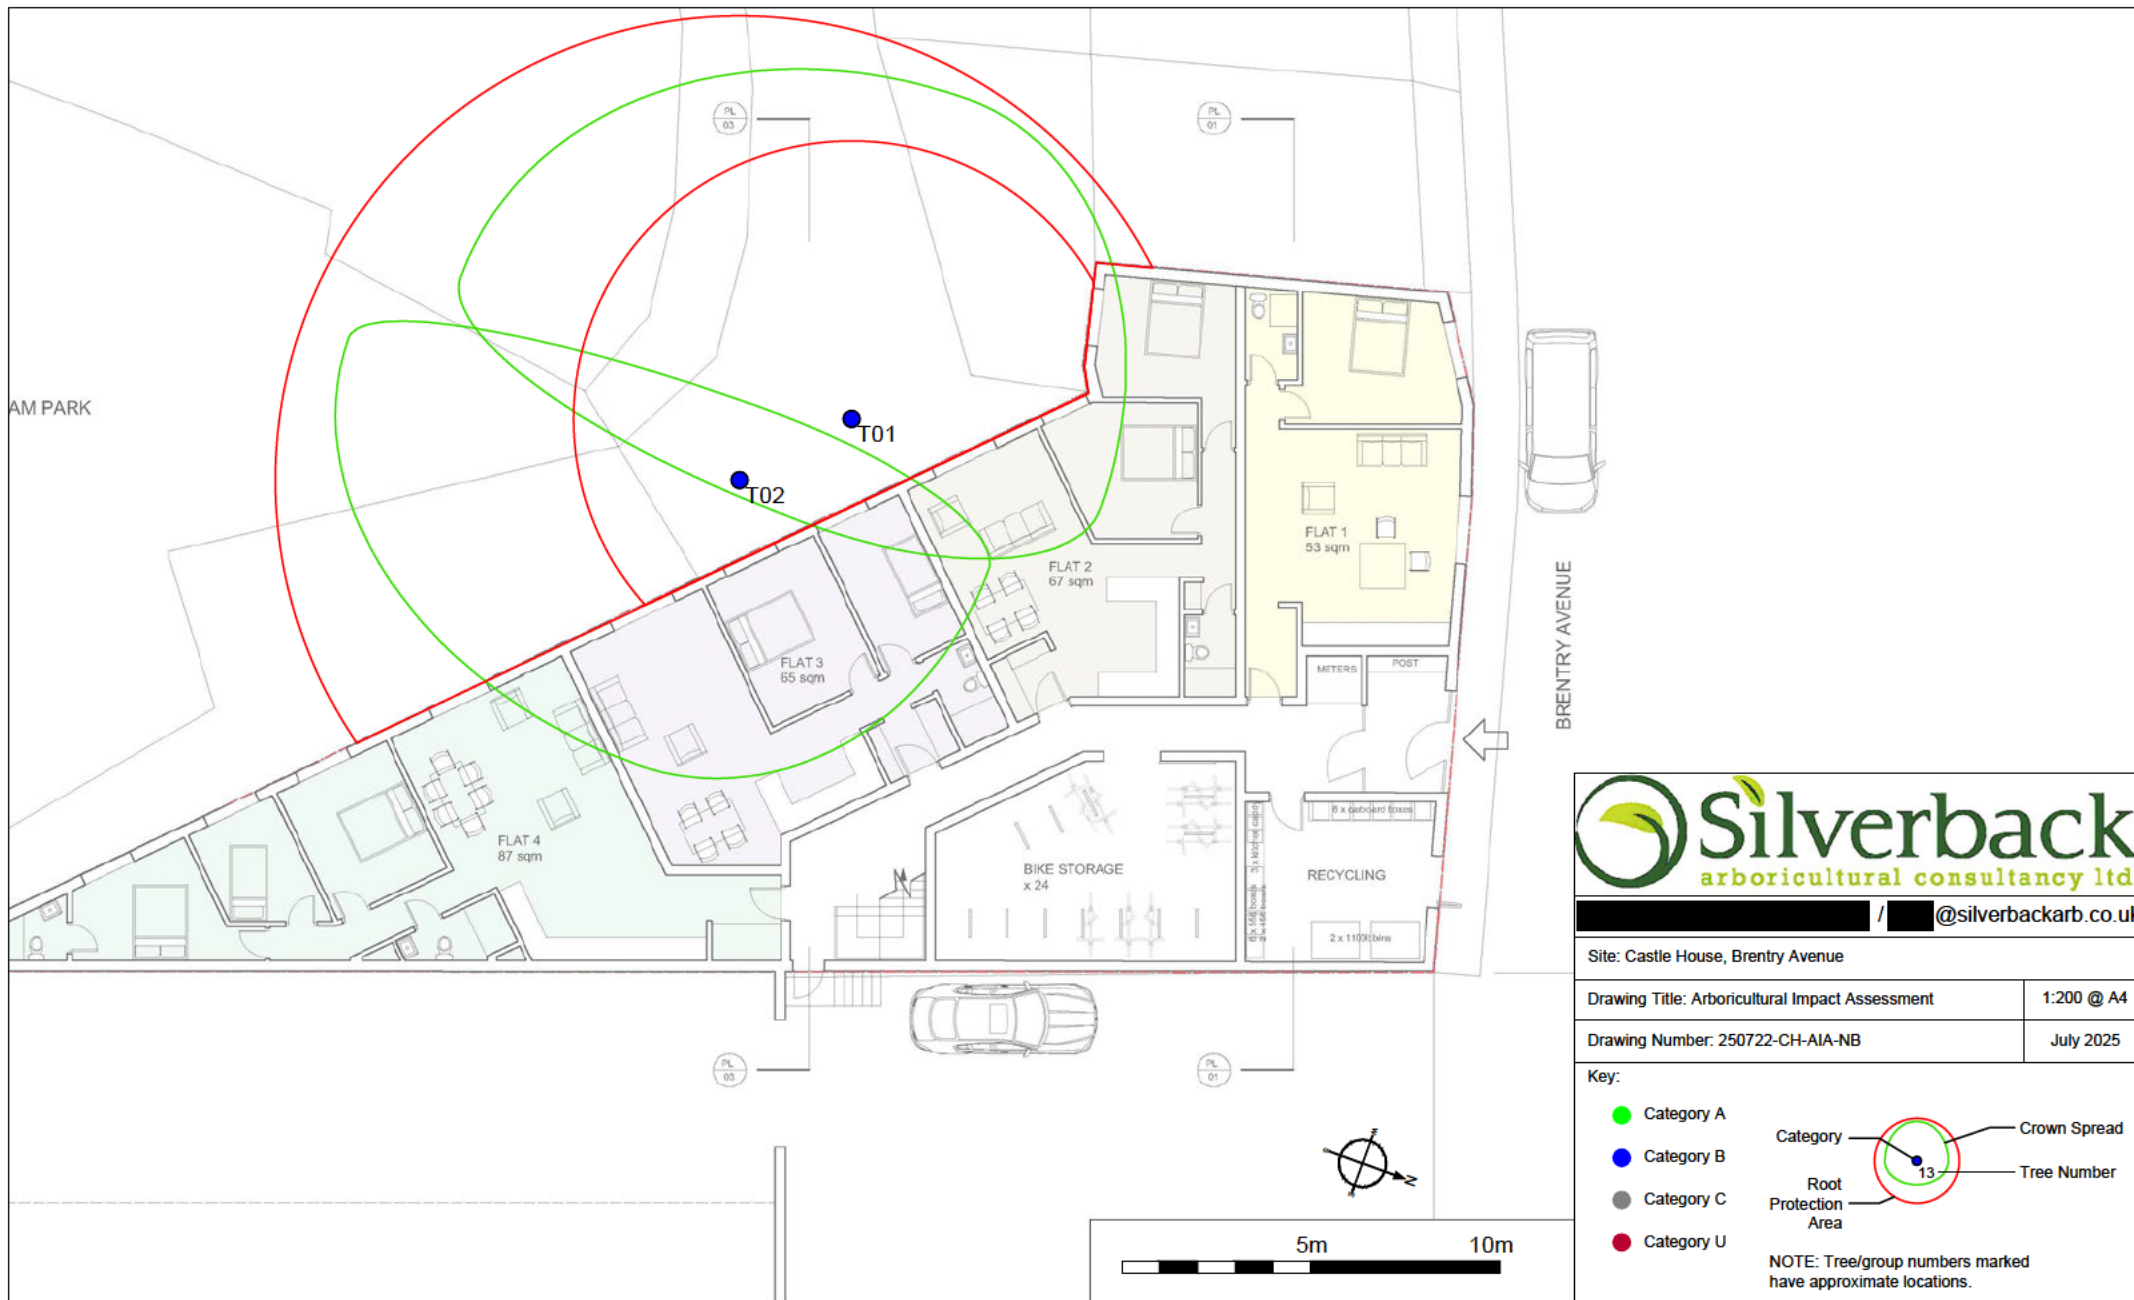 PL
03
PL
01
AM PARK
T01
T02
FLAT 1
53 sqm
FLAT 2
67 sqm
FLAT 3
65 sqm
FLAT 4
87 sqm
METERS
POST
BRENTRY AVENUE
6 x cardboard boxes
BIKE STORAGE
x 24
RECYCLING
2 x 1100lt bins
PL
03
PL
01
N
5m
10m
Silverback
arboricultural consultancy ltd
/ @silverbackarb.co.uk
Site: Castle House, Brentry Avenue
Drawing Title: Arboricultural Impact Assessment
1:200 @ A4
Drawing Number: 250722-CH-AIA-NB
July 2025
Key:
Category A
Category B
Category C
Category U
Category
Crown Spread
13
Tree Number
Root
Protection
Area
NOTE: Tree/group numbers marked
have approximate locations.